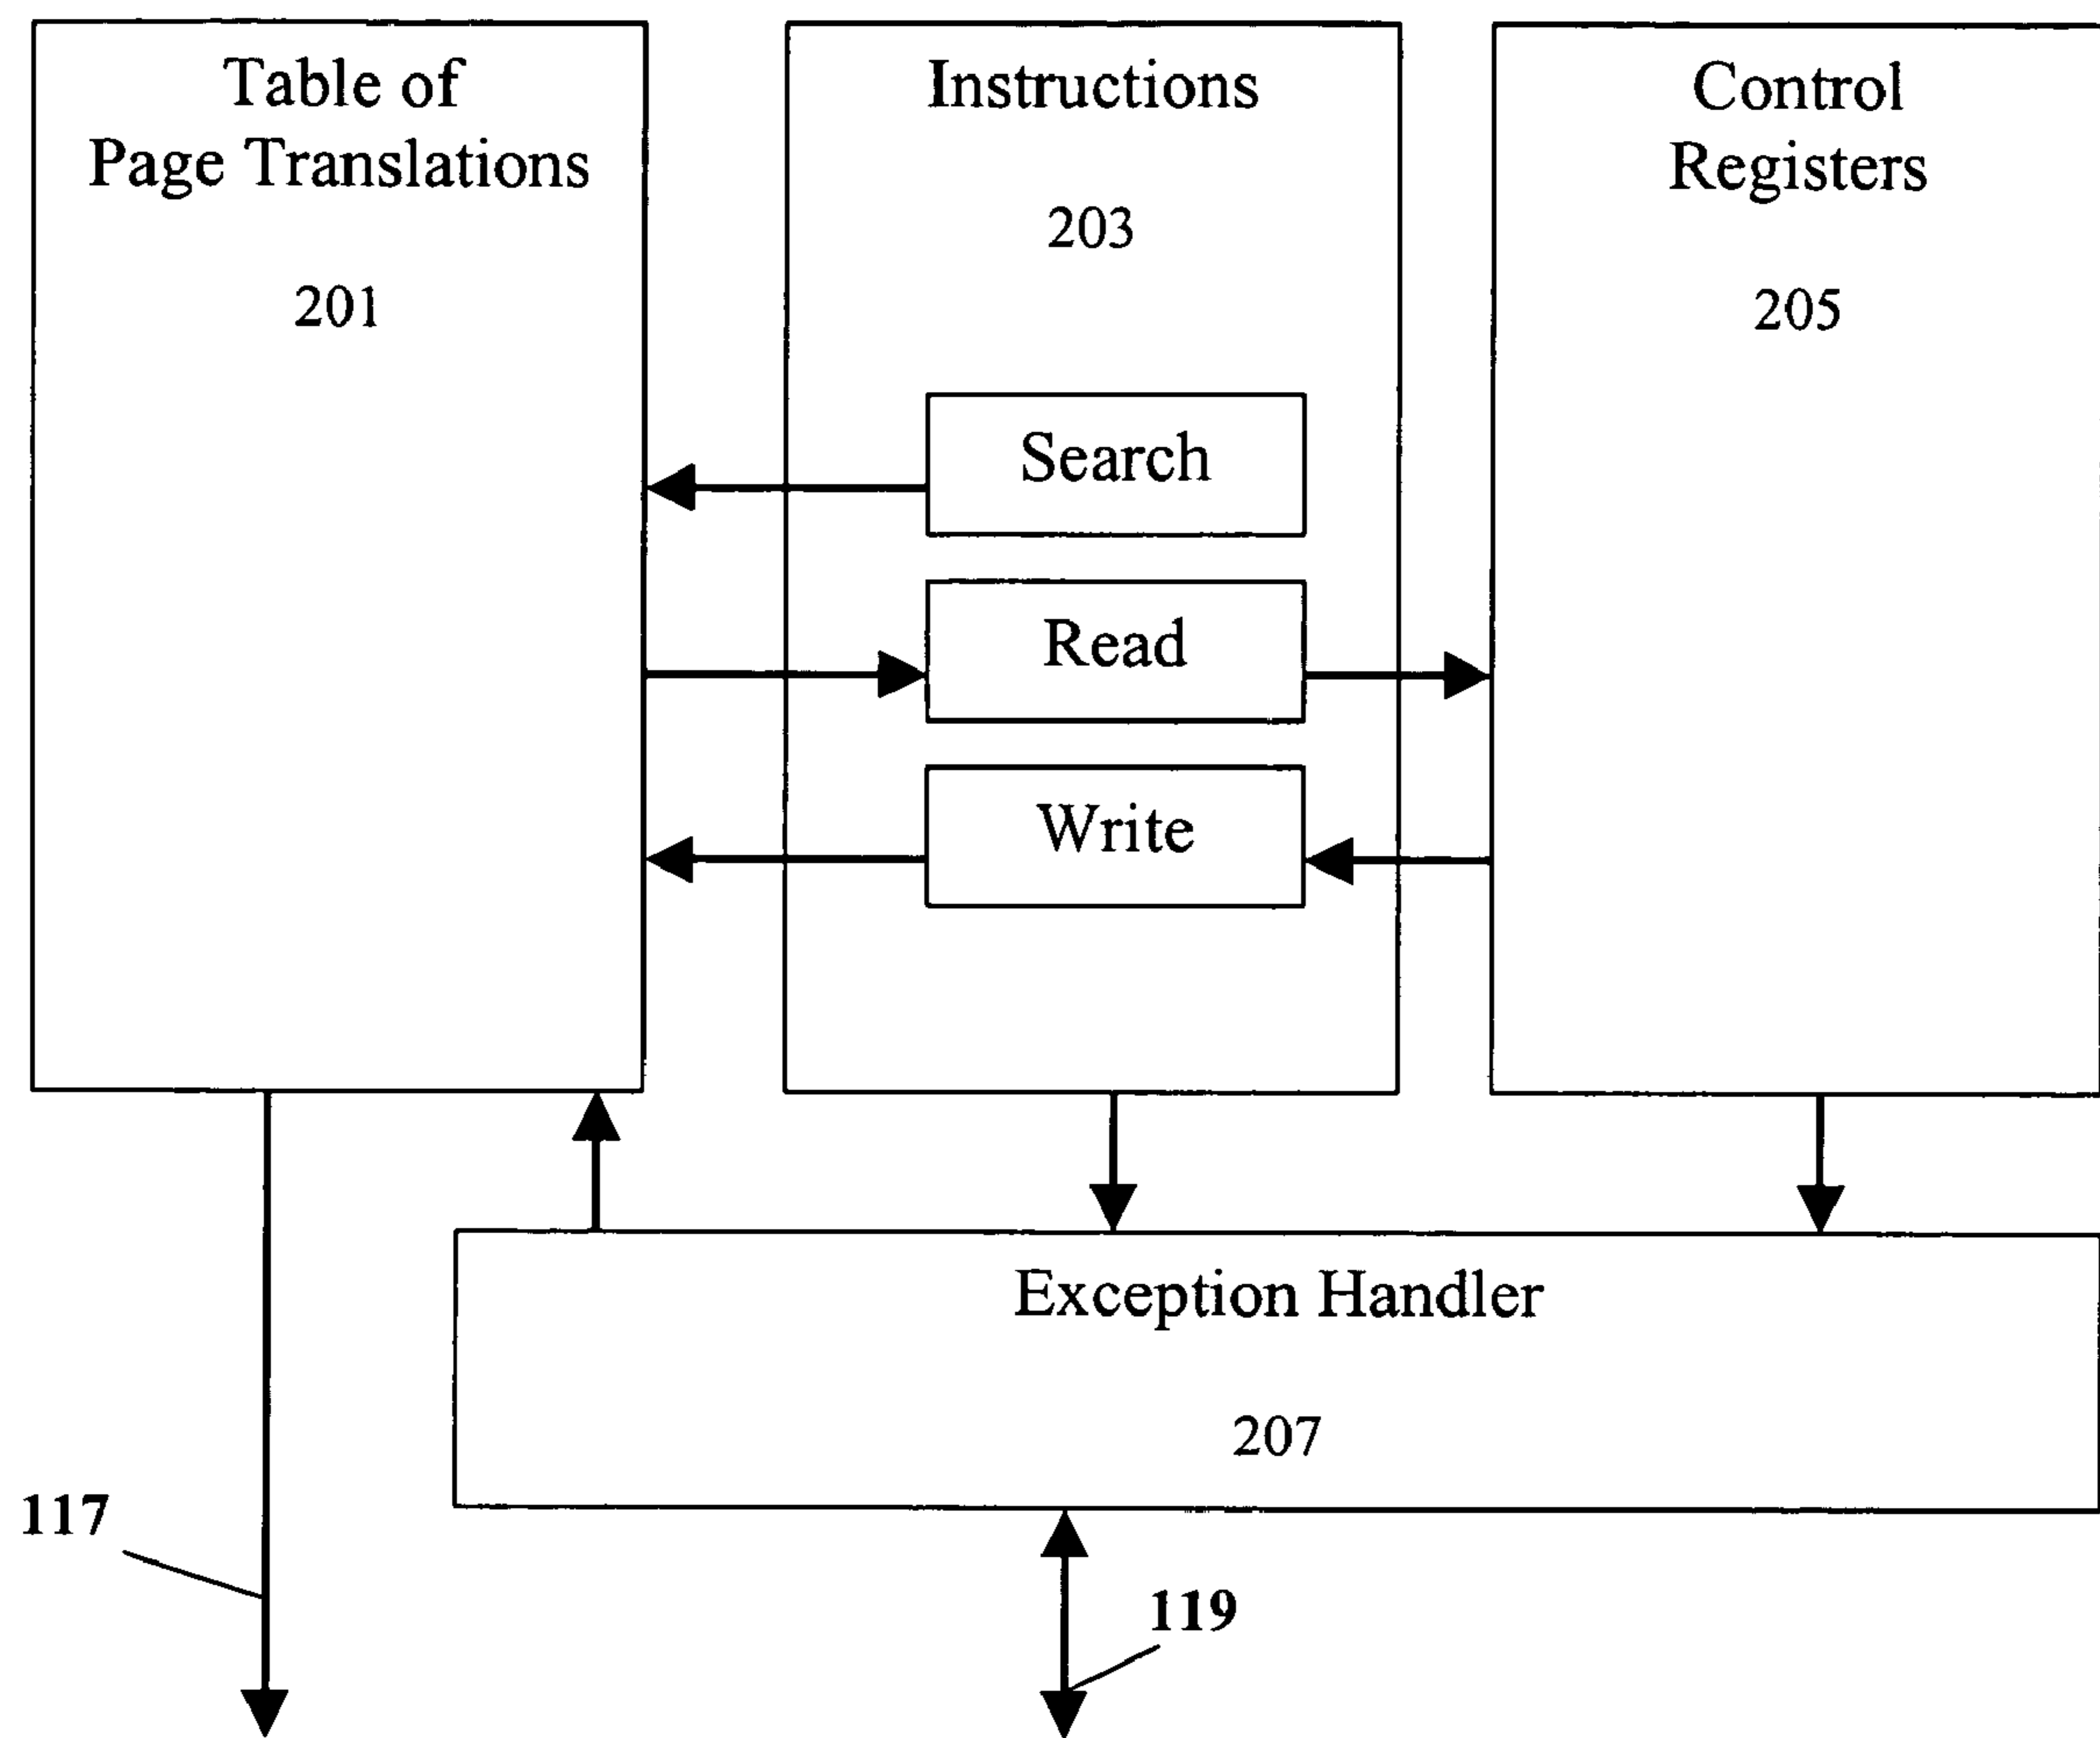 Table of
Page Translations
201
Instructions
203
Search
Read
Write
Control
Registers
205
Exception Handler
207
117
119